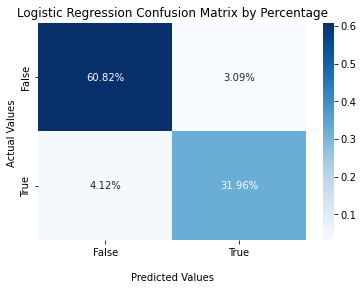 Logistic Regression Confusion Matrix by Percentage
Actual Values
False
True
60.82%
3.09%
4.12%
31.96%
False
True
Predicted Values
0.6
0.5
0.4
0.3
0.2
0.1